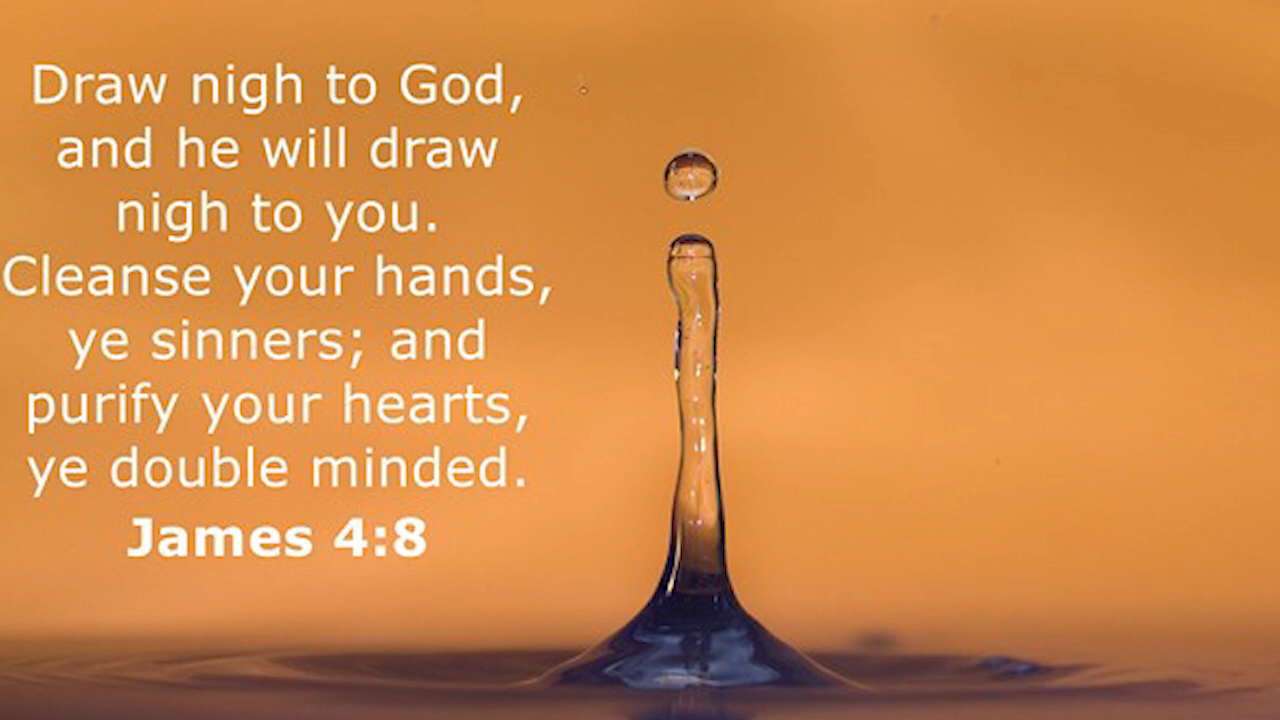 Draw nigh to God,
and he will draw
nigh to you.
Cleanse your hands,
ye sinners; and
purify your hearts,
ye double minded.
James 4:8